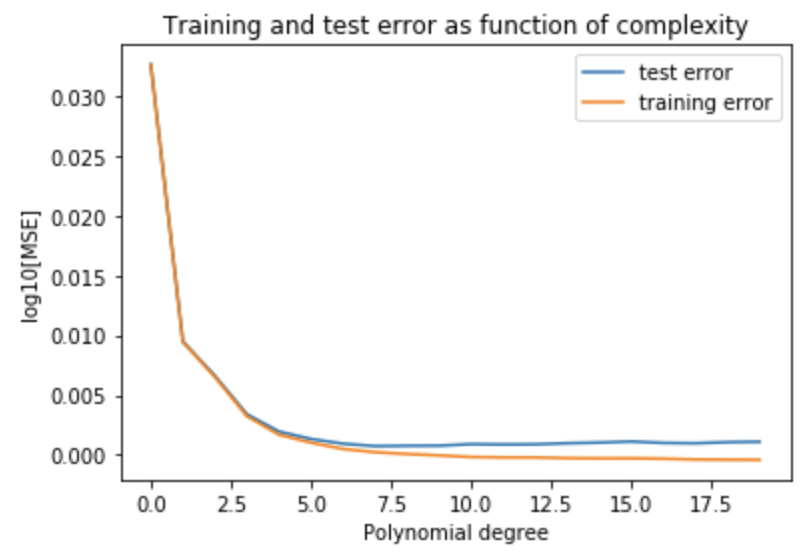 Training and test error as function of complexity
test error
training error
0.030
0.025
0.020
0.015
0.010
0.005
0.000
log10[MSE]
0.0 2.5 5.0 7.5 10.0 12.5 15.0 17.5
Polynomial degree